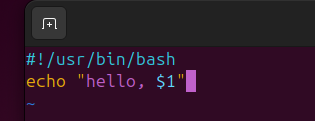 #!/usr/bin/bash
echo "hello, $1"
~